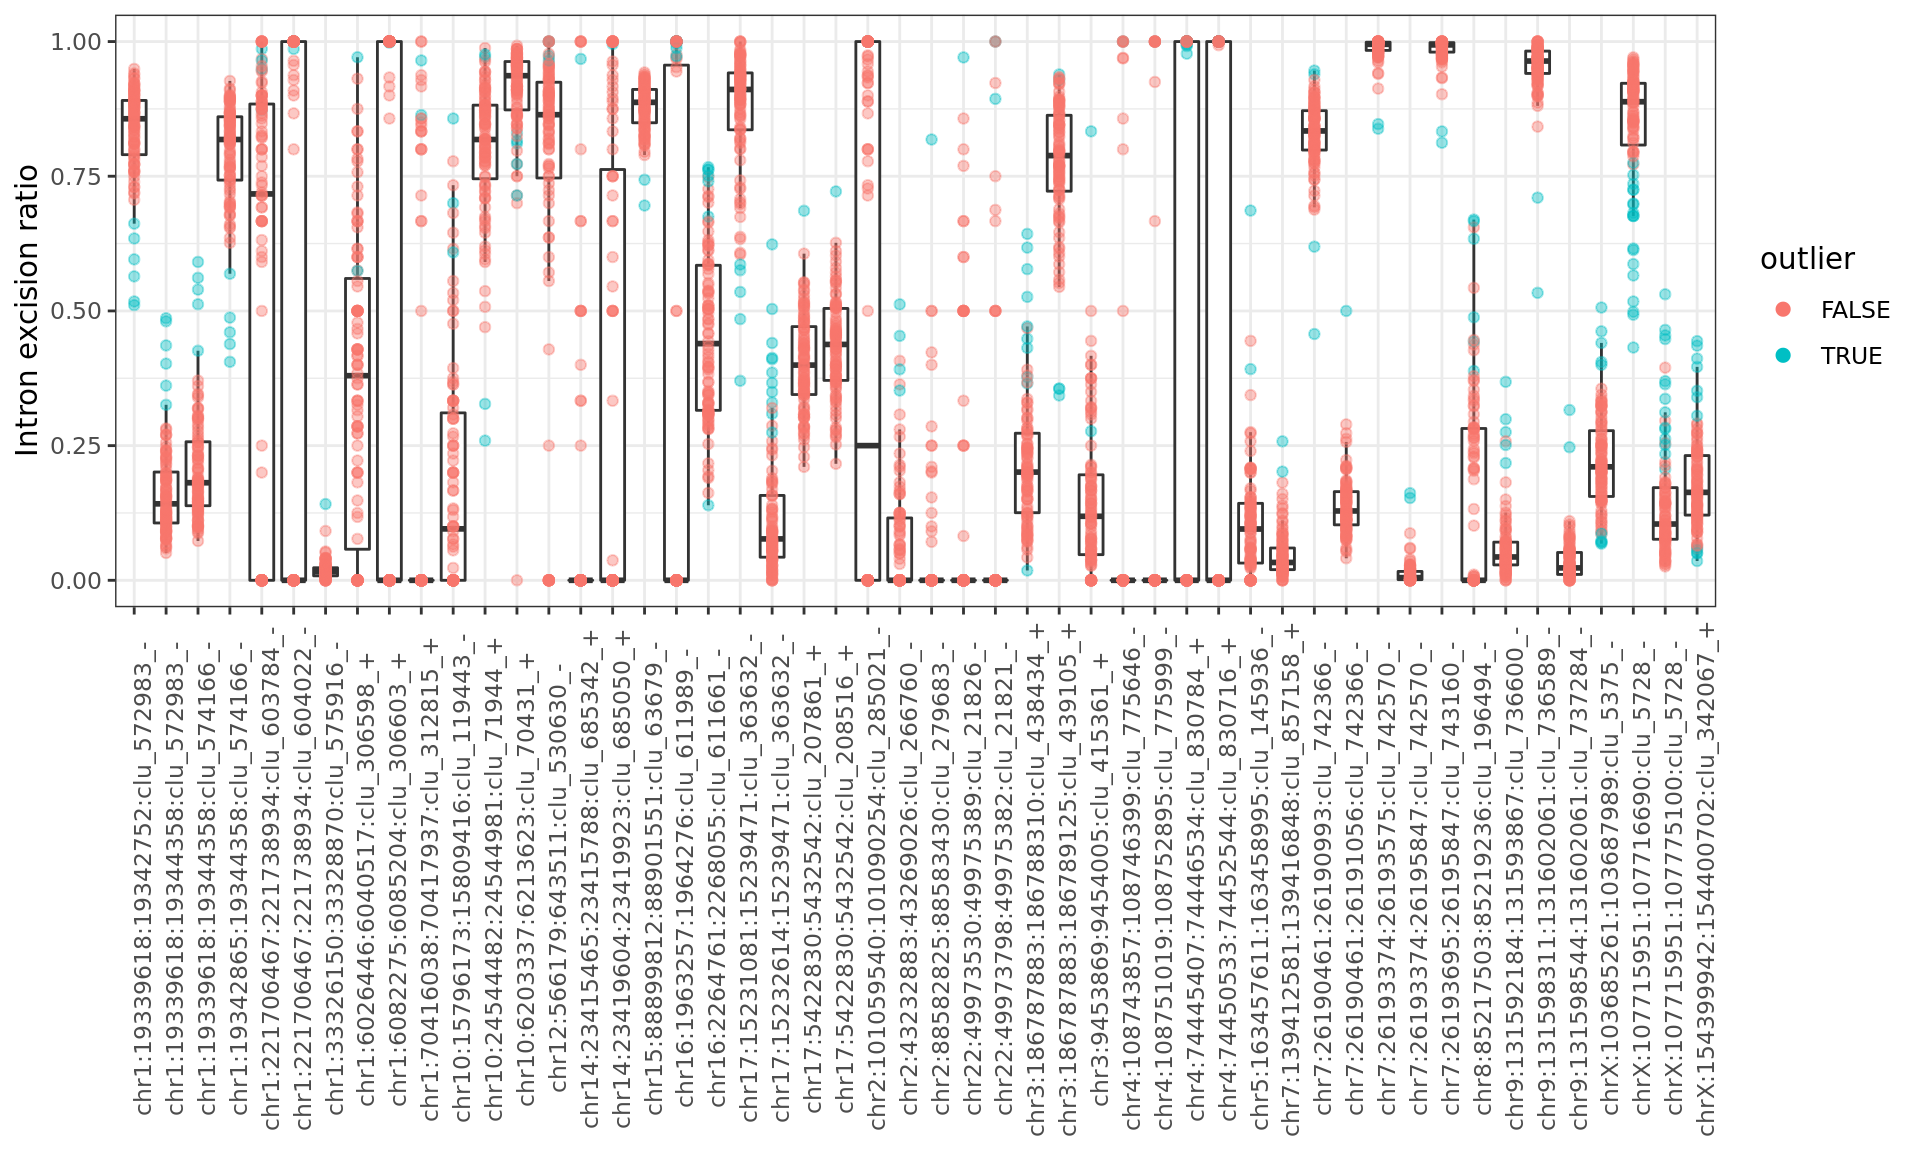 Intron excision ratio
1.00
0.75
0.50
0.25
0.00
outlier
FALSE
TRUE
chr1:19339618:19342752:clu_572983_-
chr1:19339618:19344358:clu_572983_-
chr1:19339618:19344358:clu_574166_-
chr1:19342865:19344358:clu_574166_-
chr1:221706467:221738934:clu_603784_-
chr1:221706467:221738934:clu_604022_-
chr1:33326150:33328870:clu_575916_-
chr1:6026446:6040517:clu_306598_+
chr1:6082275:6085204:clu_306603_+
chr1:70416038:70417937:clu_312815_+
chr10:15796173:15809416:clu_119443_-
chr10:24544482:24544981:clu_71944_+
chr10:6203337:6213623:clu_70431_+
chr12:566179:643511:clu_530630_-
chr14:23415465:23415788:clu_685342_+
chr14:23419604:23419923:clu_685050_+
chr15:88899812:88901551:clu_63679_-
chr16:1963257:1964276:clu_611989_-
chr16:2264761:2268055:clu_611661_-
chr17:15231081:15239471:clu_363632_-
chr17:15232614:15239471:clu_363632_-
chr17:5422830:5432542:clu_207861_+
chr17:5422830:5432542:clu_208516_+
chr2:101059540:101090254:clu_285021_-
chr2:43232883:43269026:clu_266760_-
chr2:88582825:88583430:clu_279683_-
chr22:49973530:49975389:clu_21826_-
chr22:49973798:49975382:clu_21821_-
chr3:186787883:186788310:clu_438434_+
chr3:186787883:186789125:clu_439105_+
chr3:9453869:9454005:clu_415361_+
chr4:108743857:108746399:clu_775646_-
chr4:108751019:108752895:clu_775999_-
chr4:74445407:74446534:clu_830784_+
chr4:74450533:74452544:clu_830716_+
chr5:163457611:163458995:clu_145936_-
chr7:139412581:139416848:clu_857158_+
chr7:26190461:26190993:clu_742366_-
chr7:26190461:26191056:clu_742366_-
chr7:26193374:26193575:clu_742570_-
chr7:26193374:26195847:clu_742570_-
chr7:26193695:26195847:clu_743160_-
chr8:85217503:85219236:clu_196494_-
chr9:131592184:131593867:clu_736600_-
chr9:131598311:131602061:clu_736589_-
chr9:131598544:131602061:clu_737284_-
chrX:103685261:103687989:clu_5375_-
chrX:107715951:107716690:clu_5728_-
chrX:107715951:107775100:clu_5728_-
chrX:154399942:154400702:clu_342067_+